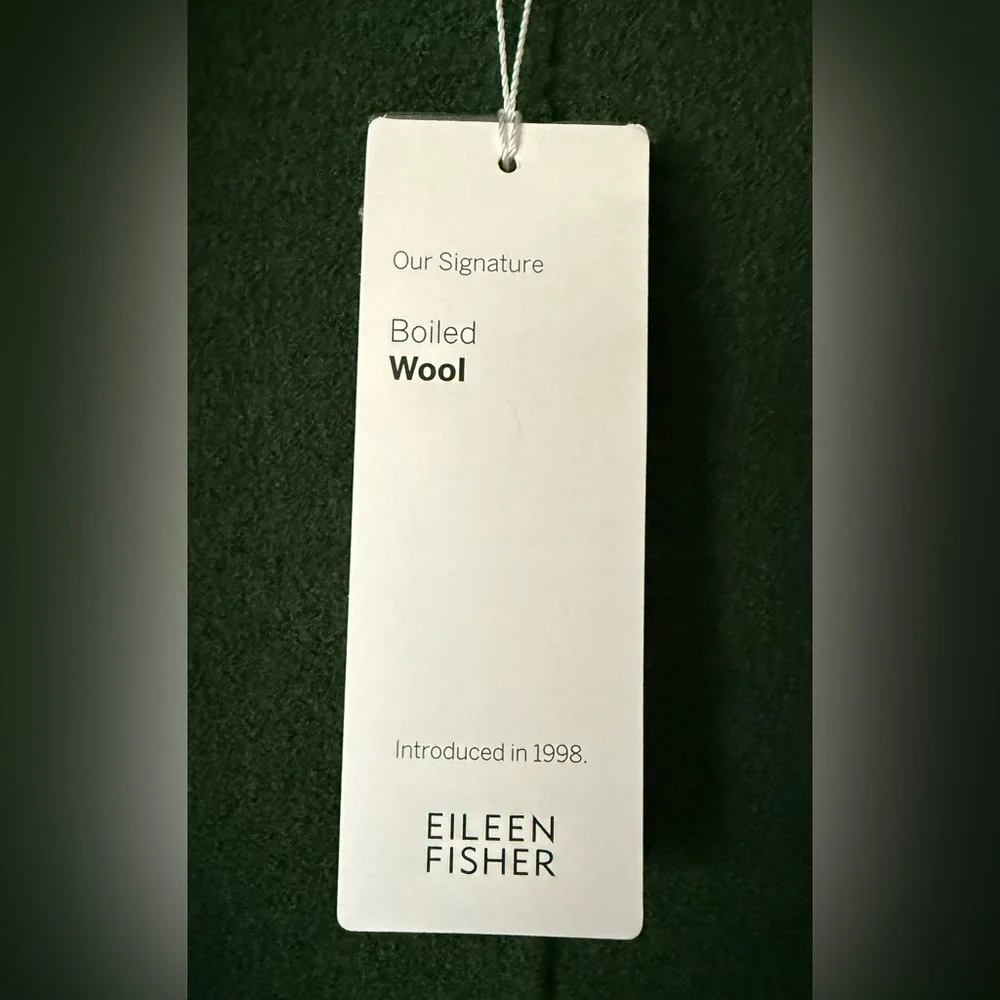 Our Signature
Boiled
Wool
Introduced in 1998.
EILEEN
FISHER